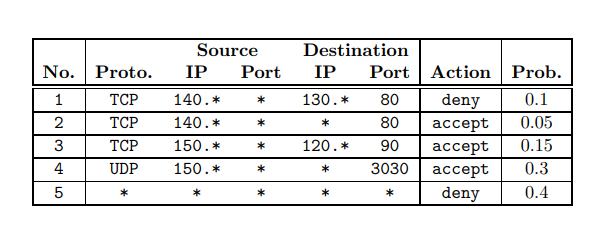 Source Destination
No. Proto. IP Port IP Port Action Prob.
1 TCP 140.* * 130.* 80 deny 0.1
2 TCP 140.* * * 80 accept 0.05
3 TCP 150.* * 120.* 90 accept 0.15
4 UDP 150.* * * 3030 accept 0.3
5 * * * * * deny 0.4